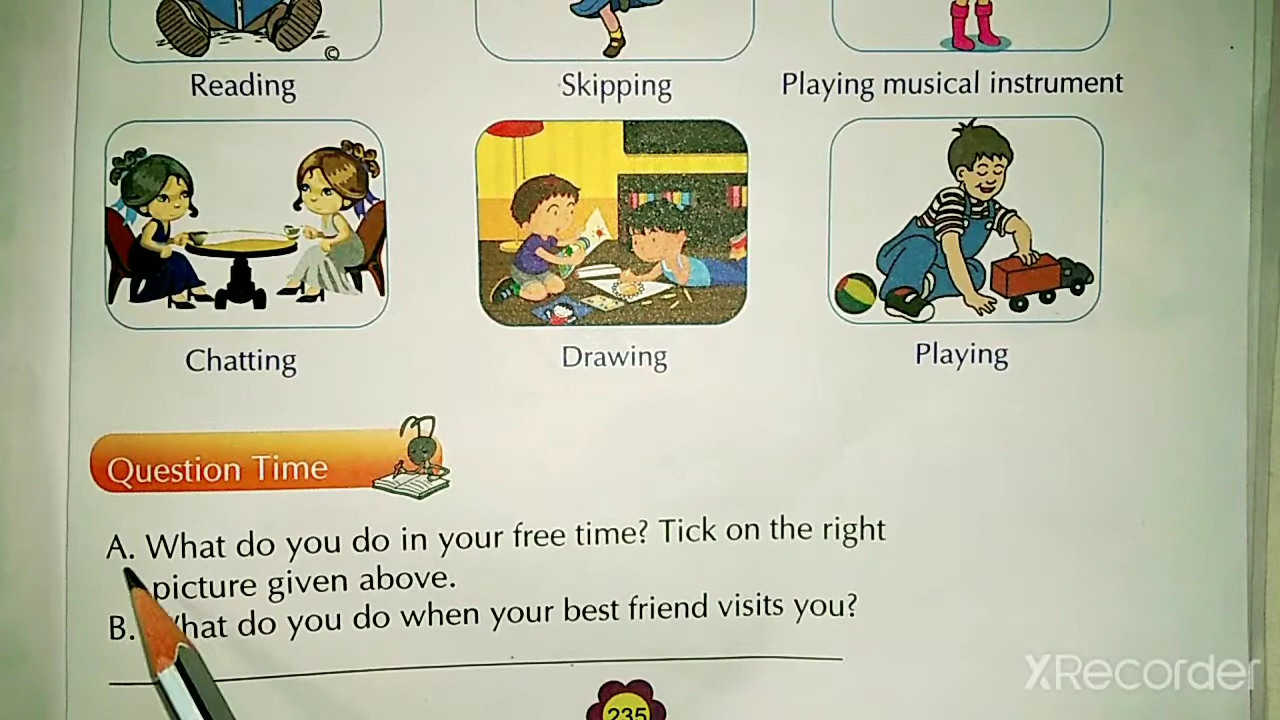 ©
Reading
Skipping
Playing musical instrument
Chatting
Drawing
Playing
Question Time
A. What do you do in your free time? Tick on the right
picture given above.
B. What do you do when your best friend visits you?
235
XRecorder